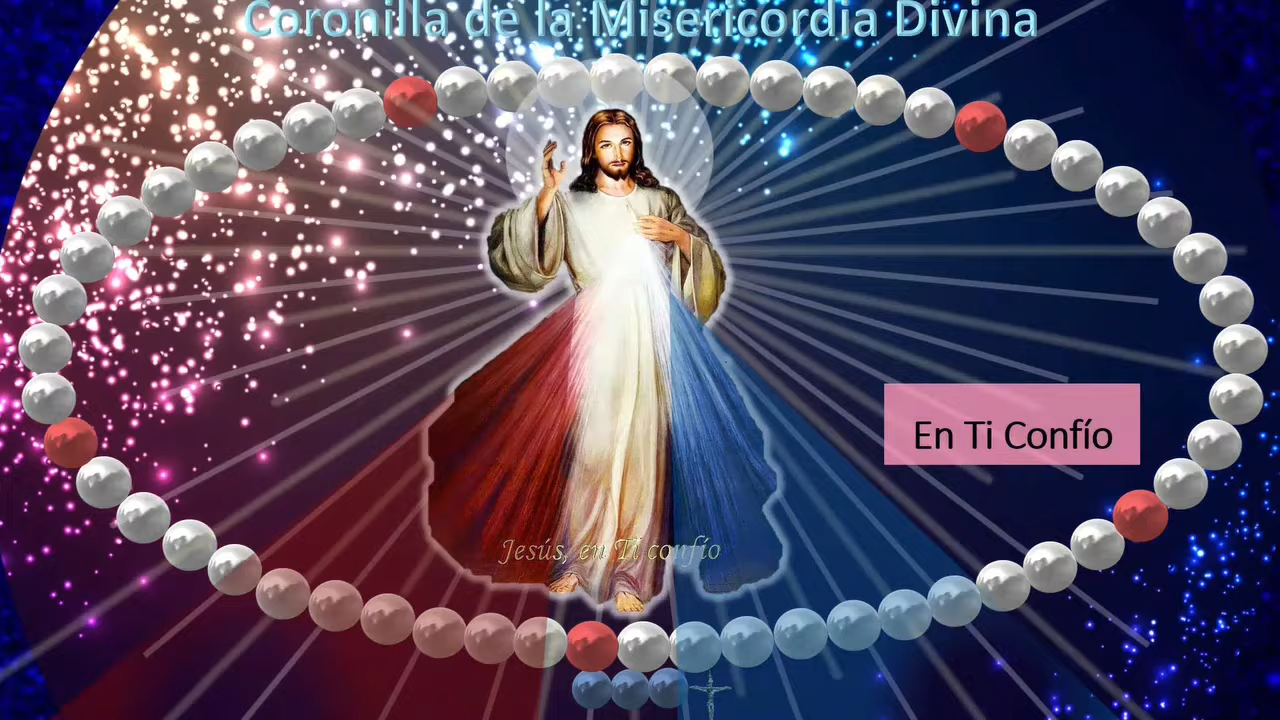 Coronilla de la Misericordia Divina
En Ti Confío
Jesús, en Ti confío